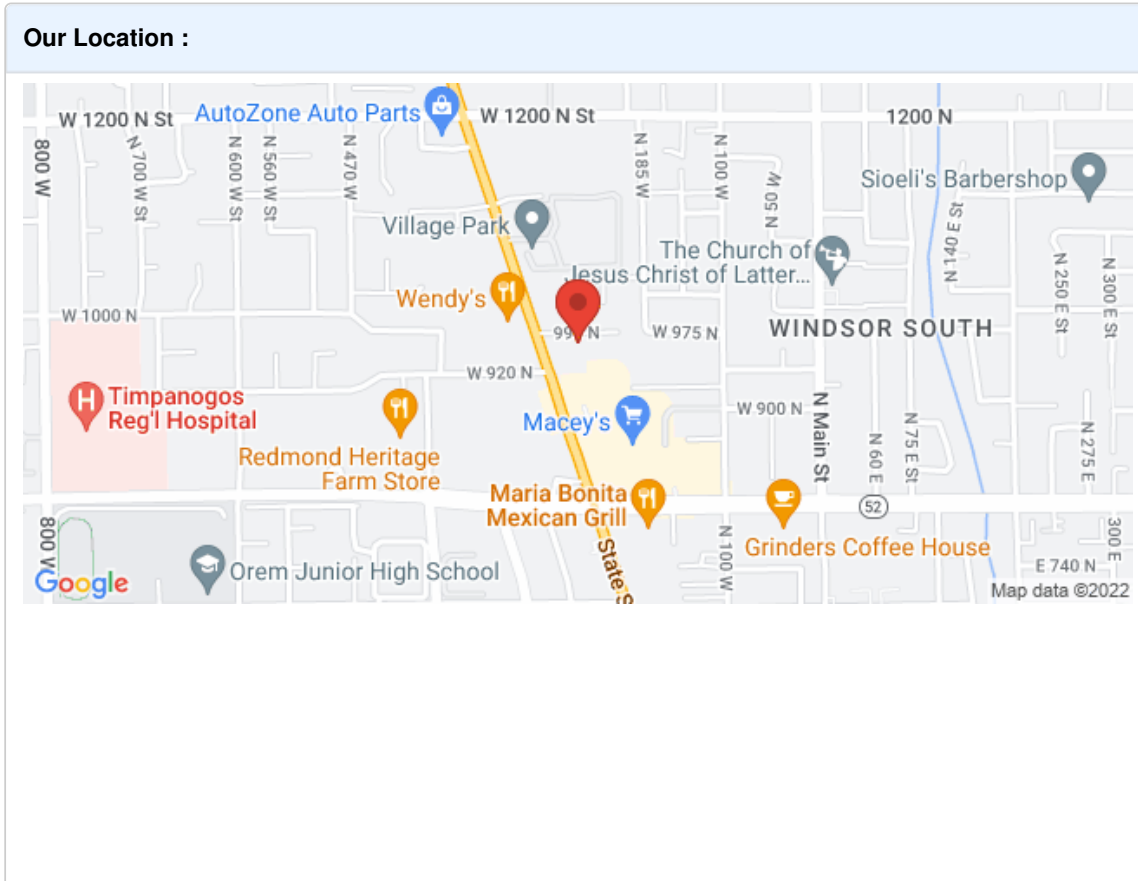 Our Location :
W 1200 N St
AutoZone Auto Parts
W 1200 N St
1200 N
800 W
N 700 W St
N 600 W St
N 560 W St
N 470 W
N 185 W
N 100 W
N 50 W
Sioeli's Barbershop
N 140 E St
Village Park
The Church of
Jesus Christ of Latter...
N 250 E St
N 300 E St
Wendy's
W 1000 N
W 975 N
WINDSOR SOUTH
W 920 N
H
Timpanogos
Reg'l Hospital
Macey's
W 900 N
N Main St
N 60 E
N 75 E St
N 275 E
Redmond Heritage
Farm Store
Maria Bonita
Mexican Grill
52
800 W
Orem Junior High School
State S
N 100 W
Grinders Coffee House
300 E
E 740 N
Google
Map data ©2022